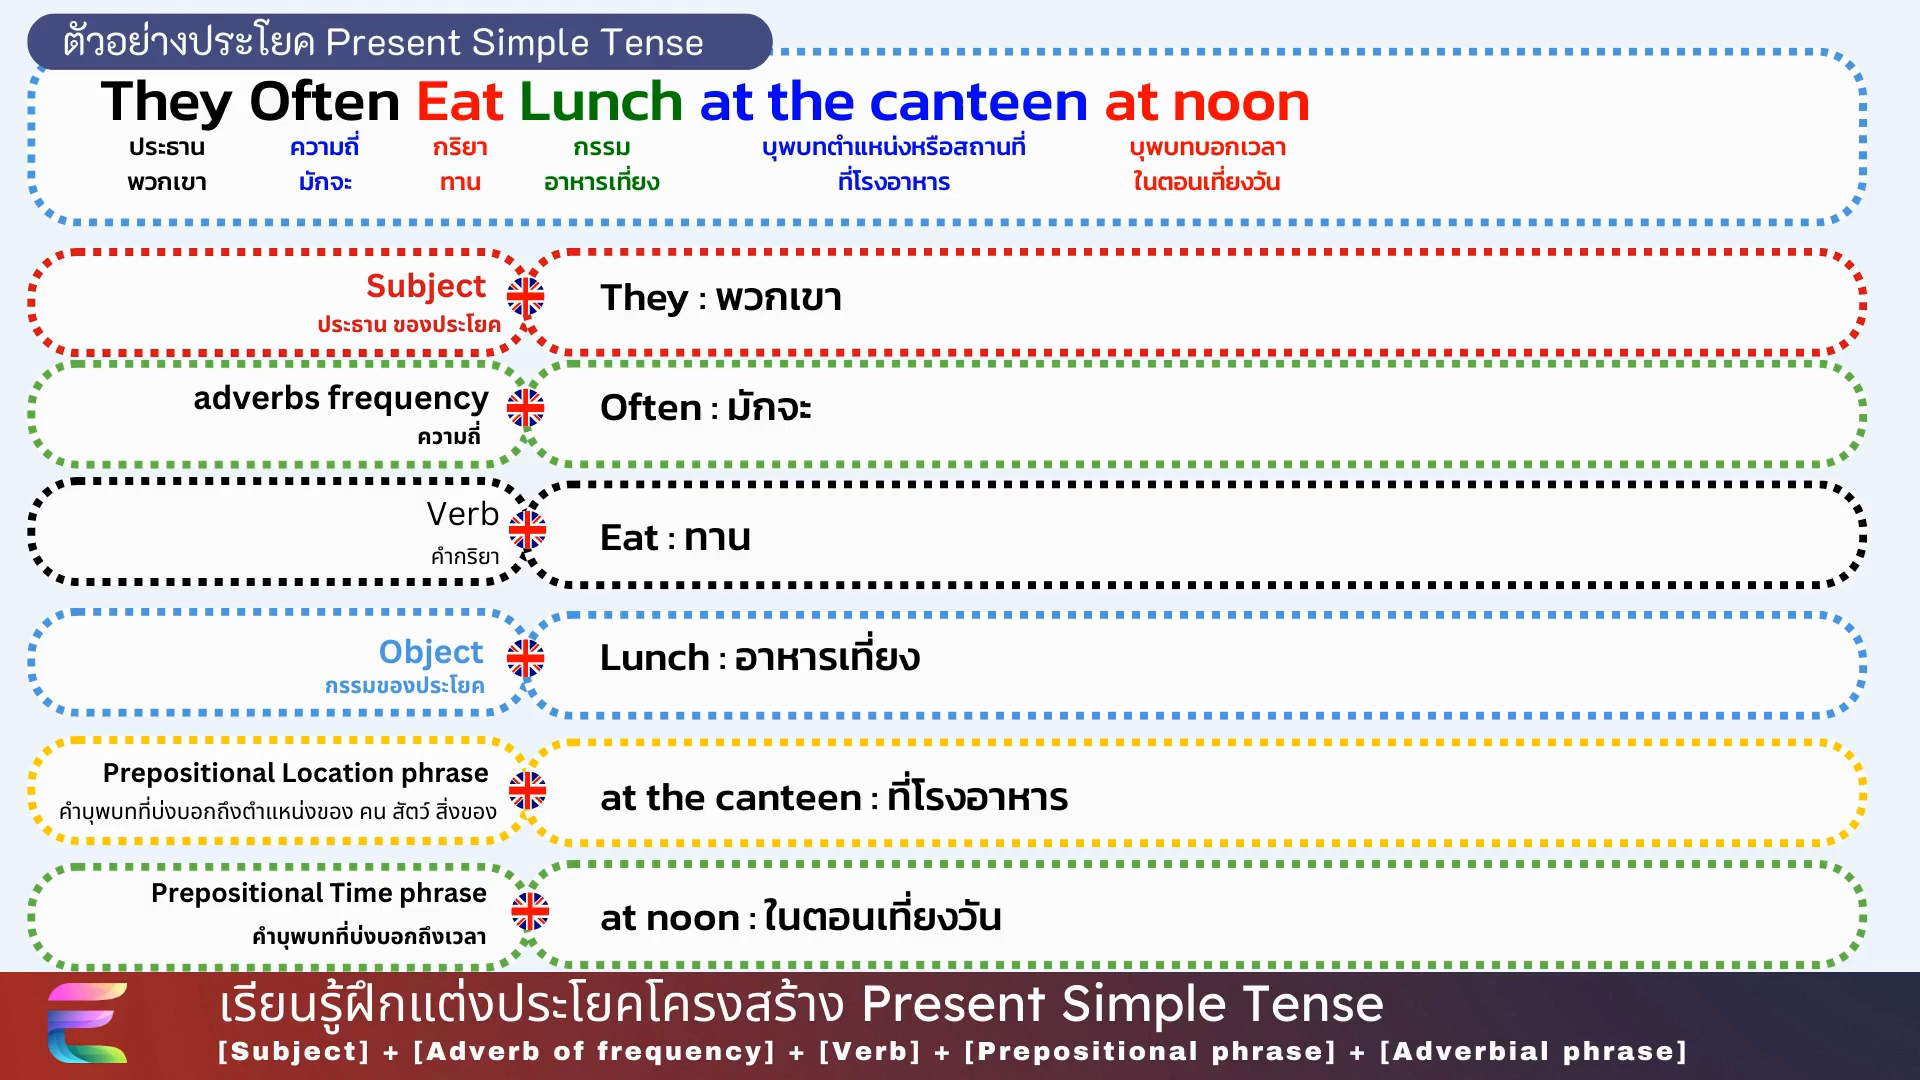 ตัวอย่างประโยค Present Simple Tense
They Often Eat Lunch at the canteen at noon
ประธาน ความถี่ กริยา กรรม บุพบทตำแหน่งหรือสถานที่ บุพบทบอกเวลา
พวกเขา มักจะ ทาน อาหารเที่ยง ที่โรงอาหาร ในตอนเที่ยงวัน
Subject
ประธาน ของประโยค
They : พวกเขา
adverbs frequency
ความถี่
Often : มักจะ
Verb
คำกริยา
Eat : ทาน
Object
กรรมของประโยค
Lunch : อาหารเที่ยง
Prepositional Location phrase
คำบุพบทที่บ่งบอกถึงตำแหน่งของ คน สัตว์ สิ่งของ
at the canteen : ที่โรงอาหาร
Prepositional Time phrase
คำบุพบทที่บ่งบอกถึงเวลา
at noon : ในตอนเที่ยงวัน
เรียนรู้ฝึกแต่งประโยคโครงสร้าง Present Simple Tense
[Subject] + [Adverb of frequency] + [Verb] + [Prepositional phrase] + [Adverbial phrase]